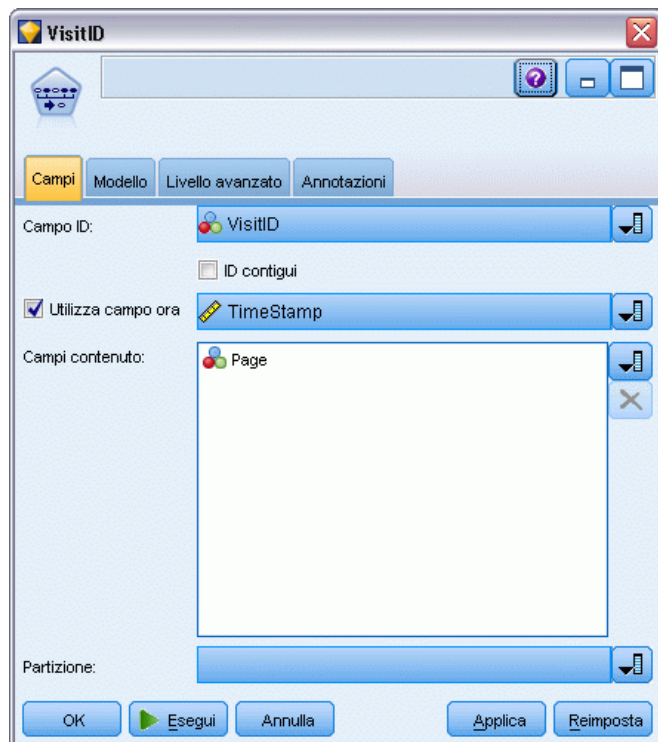 VisitID
Campi
Modello
Livello avanzato
Annotazioni
Campo ID:
VisitID
ID contigui
Utilizza campo ora
TimeStamp
Campi contenuto:
Page
Partizione:
OK
Esegui
Annulla
Applica
Reimposta